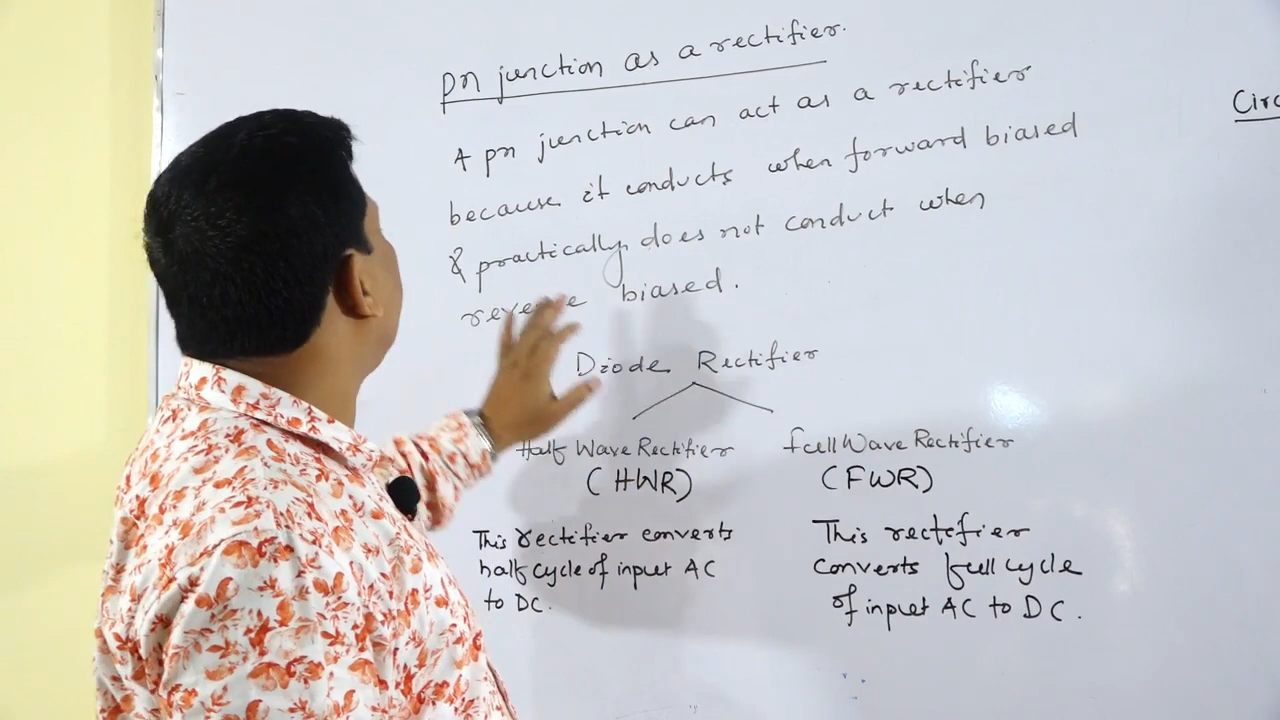 pn junction as a rectifier.
A pn junction can act as a rectifier
because it conducts when forward biased
& practically does not conduct when
reverse biased.
Diode Rectifier
Half Wave Rectifier
(HWR)
This rectifier converts
half cycle of input AC
to DC.
full Wave Rectifier
(FWR)
This rectefier
converts full cycle
of input AC to DC.
Circ